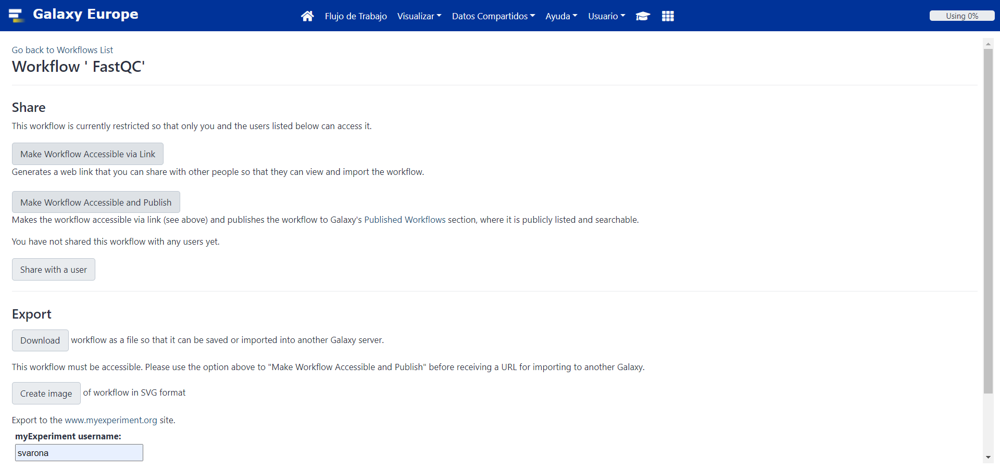 Galaxy Europe
Flujo de Trabajo Visualizar Datos Compartidos Ayuda Usuario
Using 0%
Go back to Workflows List
Workflow ' FastQC'
Share
This workflow is currently restricted so that only you and the users listed below can access it.
Make Workflow Accessible via Link
Generates a web link that you can share with other people so that they can view and import the workflow.
Make Workflow Accessible and Publish
Makes the workflow accessible via link (see above) and publishes the workflow to Galaxy's Published Workflows section, where it is publicly listed and searchable.
You have not shared this workflow with any users yet.
Share with a user
Export
Download workflow as a file so that it can be saved or imported into another Galaxy server.
This workflow must be accessible. Please use the option above to "Make Workflow Accessible and Publish" before receiving a URL for importing to another Galaxy.
Create image of workflow in SVG format
Export to the www.myexperiment.org site.
myExperiment username:
svarona